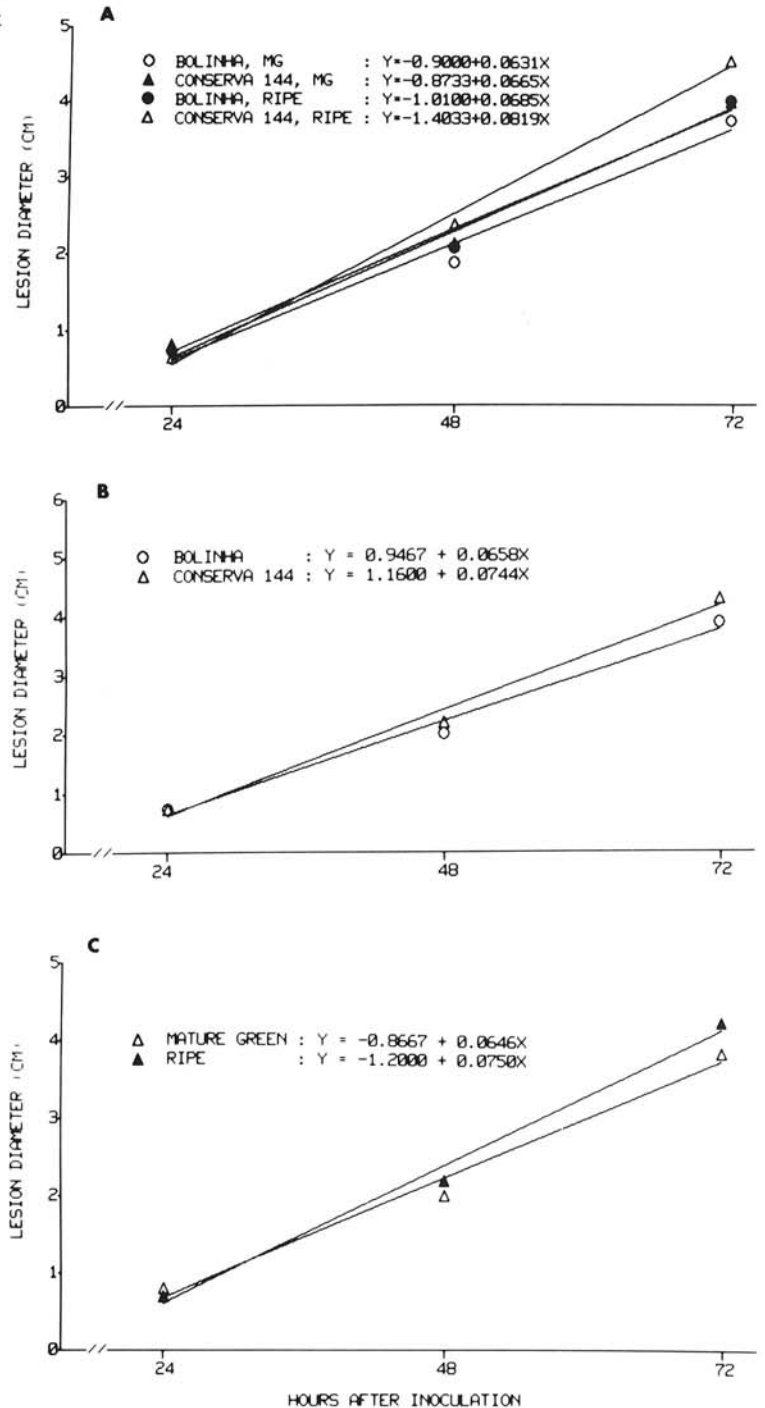 A
5
4
3
2
1
0
LESION DIAMETER (CM)
○ BOLINHA, MG : Y=-0.9000+0.0631X
▲ CONSERVA 144, MG : Y=-0.8733+0.0665X
● BOLINHA, RIPE : Y=-1.0100+0.0685X
△ CONSERVA 144, RIPE : Y=-1.4033+0.0819X
24 48 72
B
6
5
4
3
2
1
0
LESION DIAMETER (CM)
○ BOLINHA : Y = 0.9467 + 0.0658X
△ CONSERVA 144 : Y = 1.1600 + 0.0744X
24 48 72
C
5
4
3
2
1
0
LESION DIAMETER (CM)
△ MATURE GREEN : Y = -0.8667 + 0.0646X
▲ RIPE : Y = -1.2000 + 0.0750X
24 48 72
HOURS AFTER INOCULATION